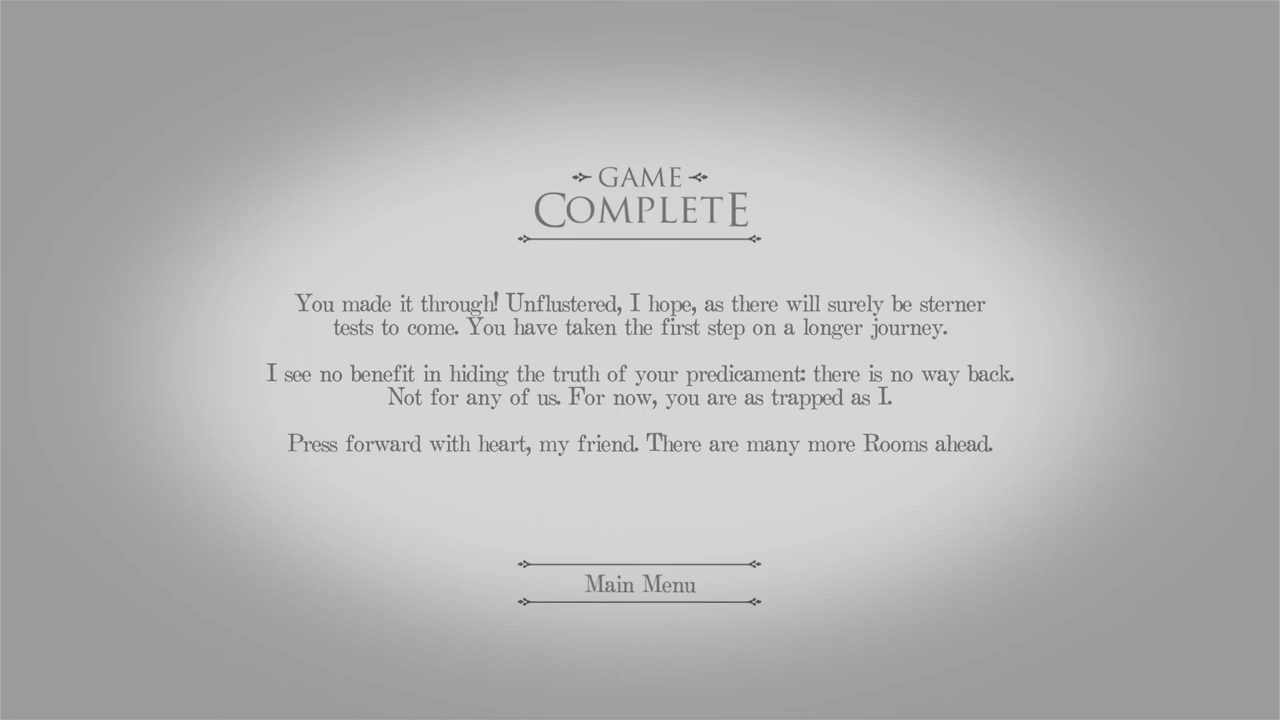 GAME
COMPLETE
You made it through! Unflustered, I hope, as there will surely be sterner
tests to come. You have taken the first step on a longer journey.
I see no benefit in hiding the truth of your predicament: there is no way back.
Not for any of us. For now, you are as trapped as I.
Press forward with heart, my friend. There are many more Rooms ahead.
Main Menu